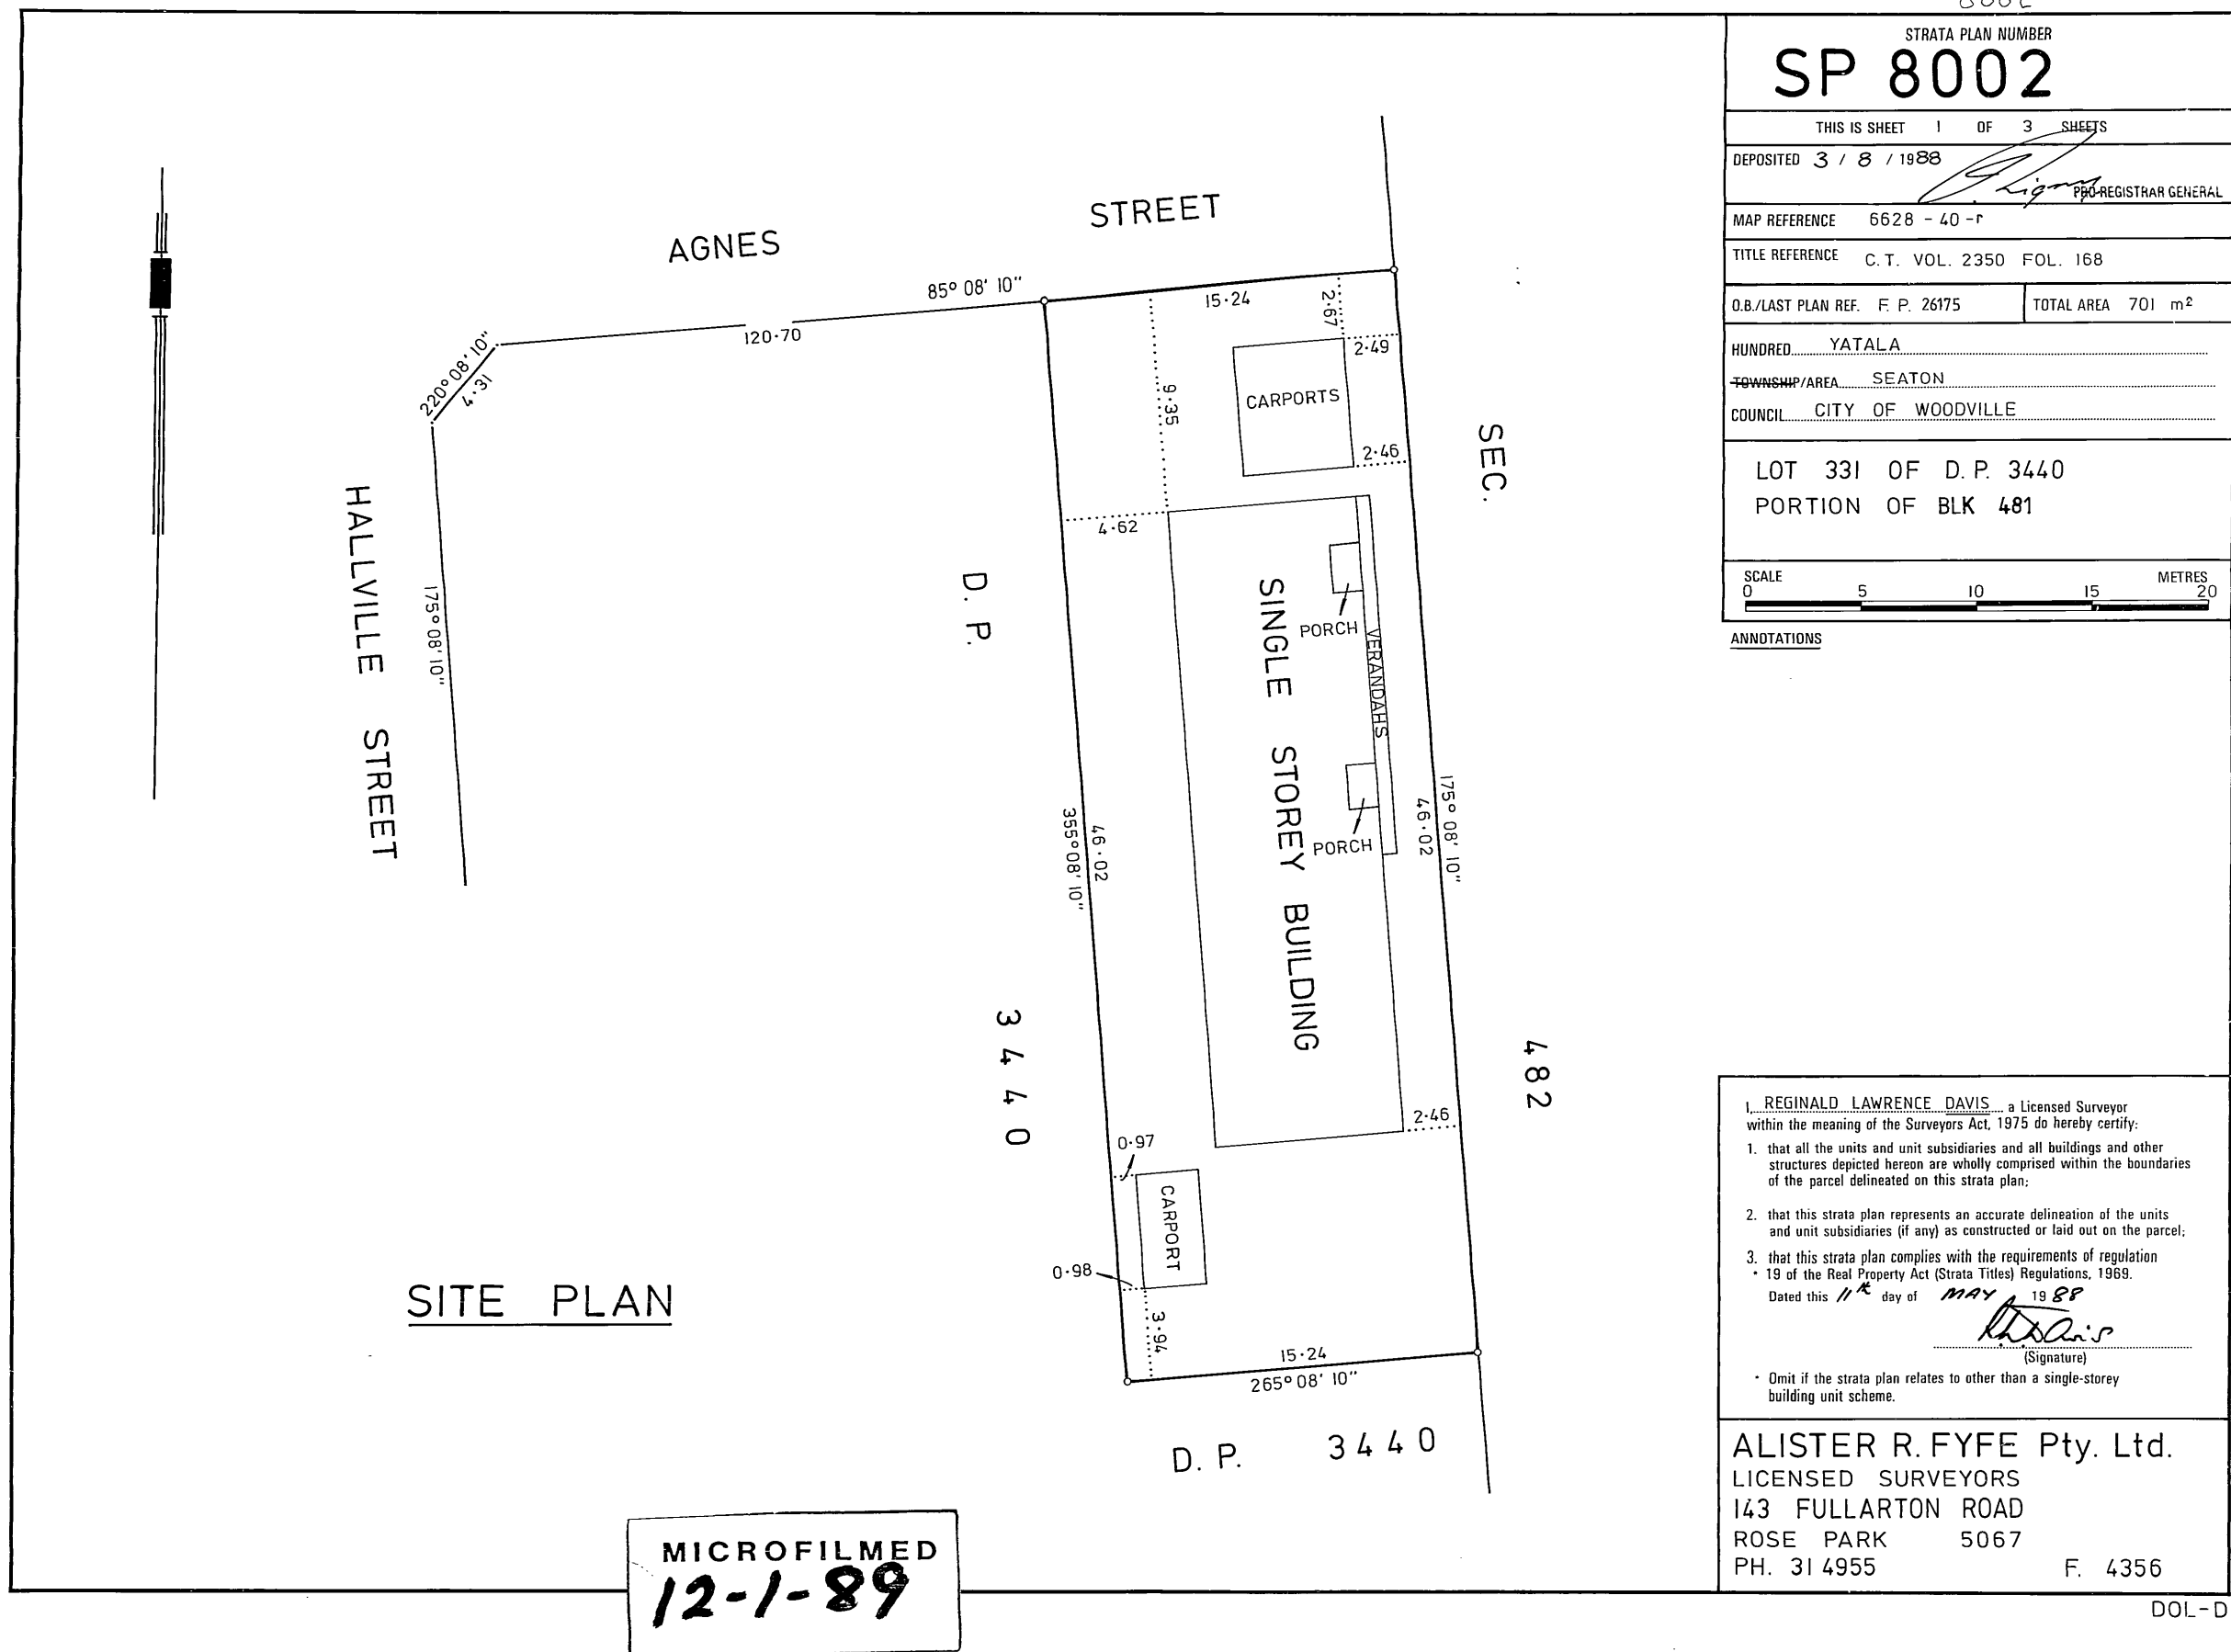 STRATA PLAN NUMBER
SP 8002
THIS IS SHEET 1 OF 3 SHEETS
DEPOSITED 3 / 8 / 1988
PRO-REGISTRAR GENERAL
MAP REFERENCE 6628 - 40 - r
TITLE REFERENCE C.T. VOL. 2350 FOL. 168
O.B./LAST PLAN REF. F. P. 26175 TOTAL AREA 701 m²
HUNDRED YATALA
TOWNSHIP/AREA SEATON
COUNCIL CITY OF WOODVILLE
LOT 331 OF D. P. 3440
PORTION OF BLK 481
SCALE METRES
0 5 10 15 20
ANNOTATIONS
AGNES STREET
85° 08' 10"
120·70
220° 08' 10"
4·31
HALLVILLE STREET
175° 08' 10"
15·24
2·67
2·49
9·35
CARPORTS
2·46
4·62
SEC. 482
D. P. 3440
SINGLE STOREY BUILDING
PORCH
VERANDAHS
PORCH
46·02
355° 08' 10"
175° 08' 10"
46·02
2·46
0·97
CARPORT
0·98
3·94
15·24
265° 08' 10"
D. P. 3440
SITE PLAN
I, REGINALD LAWRENCE DAVIS a Licensed Surveyor
within the meaning of the Surveyors Act, 1975 do hereby certify:
1. that all the units and unit subsidiaries and all buildings and other
structures depicted hereon are wholly comprised within the boundaries
of the parcel delineated on this strata plan;
2. that this strata plan represents an accurate delineation of the units
and unit subsidiaries (if any) as constructed or laid out on the parcel;
3. that this strata plan complies with the requirements of regulation
* 19 of the Real Property Act (Strata Titles) Regulations, 1969.
Dated this 11th day of MAY 1988
(Signature)
* Omit if the strata plan relates to other than a single-storey
building unit scheme.
ALISTER R. FYFE Pty. Ltd.
LICENSED SURVEYORS
143 FULLARTON ROAD
ROSE PARK 5067
PH. 31 4955 F. 4356
MICROFILMED
12-1-89
DOL-D